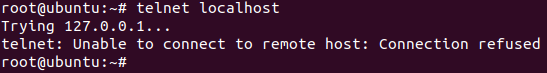 root@ubuntu:~# telnet localhost
Trying 127.0.0.1...
telnet: Unable to connect to remote host: Connection refused
root@ubuntu:~#